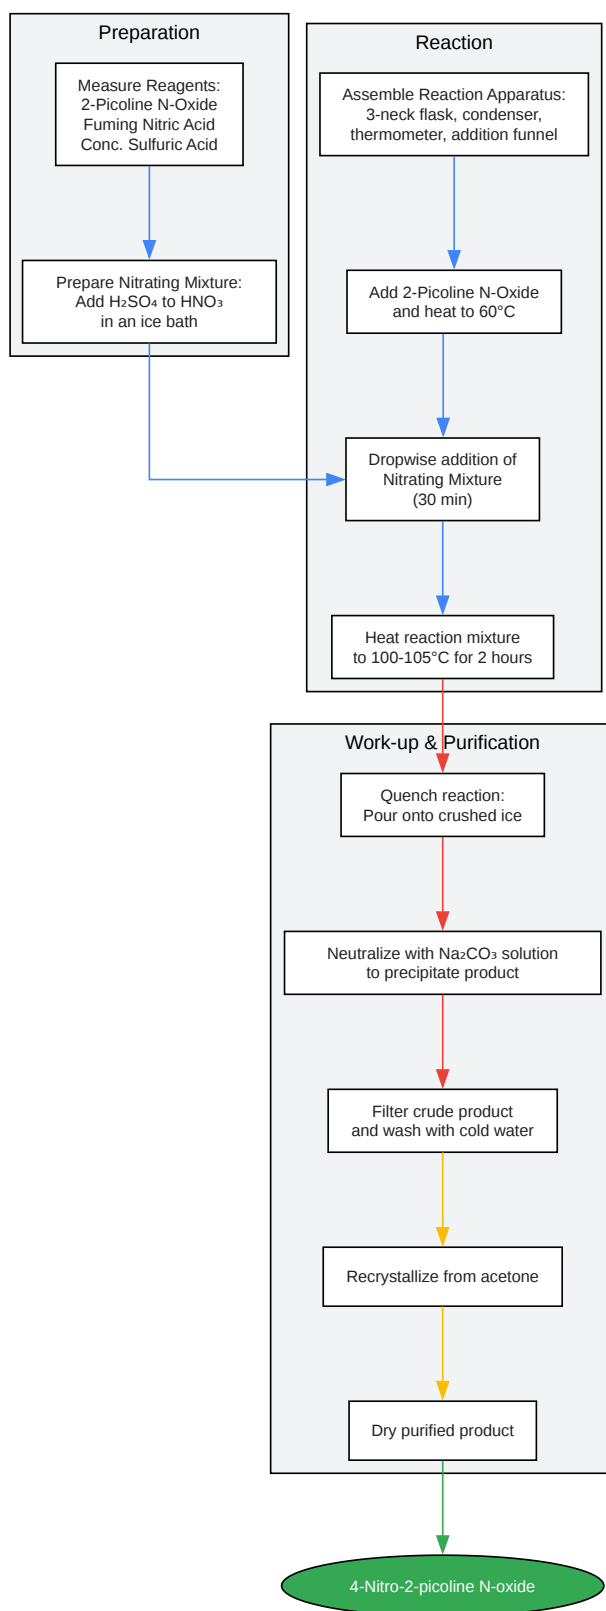 Preparation
Measure Reagents:
2-Picoline N-Oxide
Fuming Nitric Acid
Conc. Sulfuric Acid
Prepare Nitrating Mixture:
Add H₂SO₄ to HNO₃
in an ice bath
Reaction
Assemble Reaction Apparatus:
3-neck flask, condenser,
thermometer, addition funnel
Add 2-Picoline N-Oxide
and heat to 60°C
Dropwise addition of
Nitrating Mixture
(30 min)
Heat reaction mixture
to 100-105°C for 2 hours
Work-up & Purification
Quench reaction:
Pour onto crushed ice
Neutralize with Na₂CO₃ solution
to precipitate product
Filter crude product
and wash with cold water
Recrystallize from acetone
Dry purified product
4-Nitro-2-picoline N-oxide